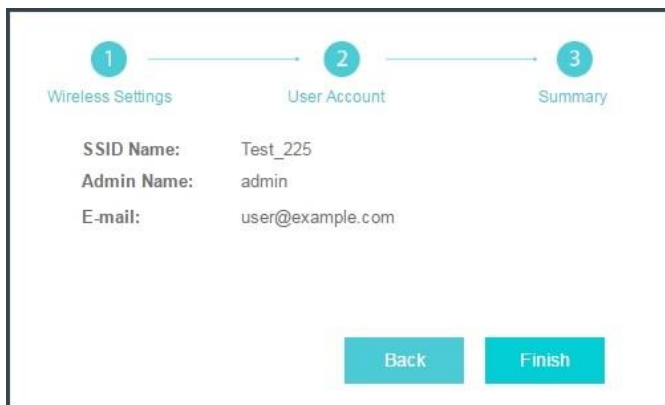 1 2 3
Wireless Settings User Account Summary
SSID Name: Test_225
Admin Name: admin
E-mail: user@example.com
Back Finish